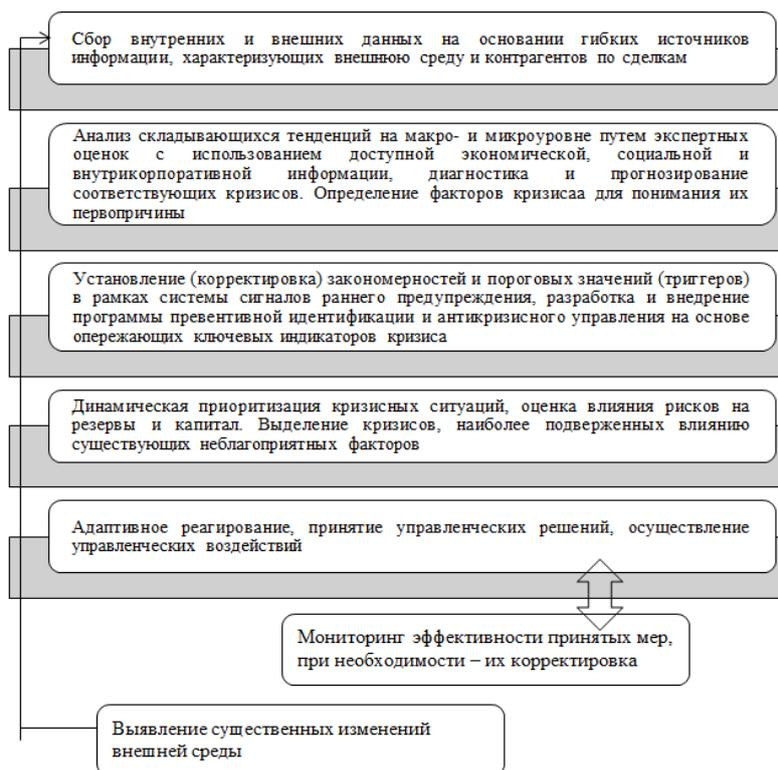 Сбор внутренних и внешних данных на основании гибких источников
информации, характеризующих внешнюю среду и контрагентов по сделкам
Анализ складывающихся тенденций на макро- и микроуровне путем экспертных
оценок с использованием доступной экономической, социальной и
внутрикорпоративной информации, диагностика и прогнозирование
соответствующих кризисов. Определение факторов кризисаа для понимания их
первопричины
Установление (корректировка) закономерностей и пороговых значений (триггеров)
в рамках системы сигналов раннего предупреждения, разработка и внедрение
программы превентивной идентификации и антикризисного управления на основе
опережающих ключевых индикаторов кризиса
Динамическая приоритизация кризисных ситуаций, оценка влияния рисков на
резервы и капитал. Выделение кризисов, наиболее подверженных влиянию
существующих неблагоприятных факторов
Адаптивное реагирование, принятие управленческих решений, осуществление
управленческих воздействий
Мониторинг эффективности принятых мер,
при необходимости – их корректировка
Выявление существенных изменений
внешней среды